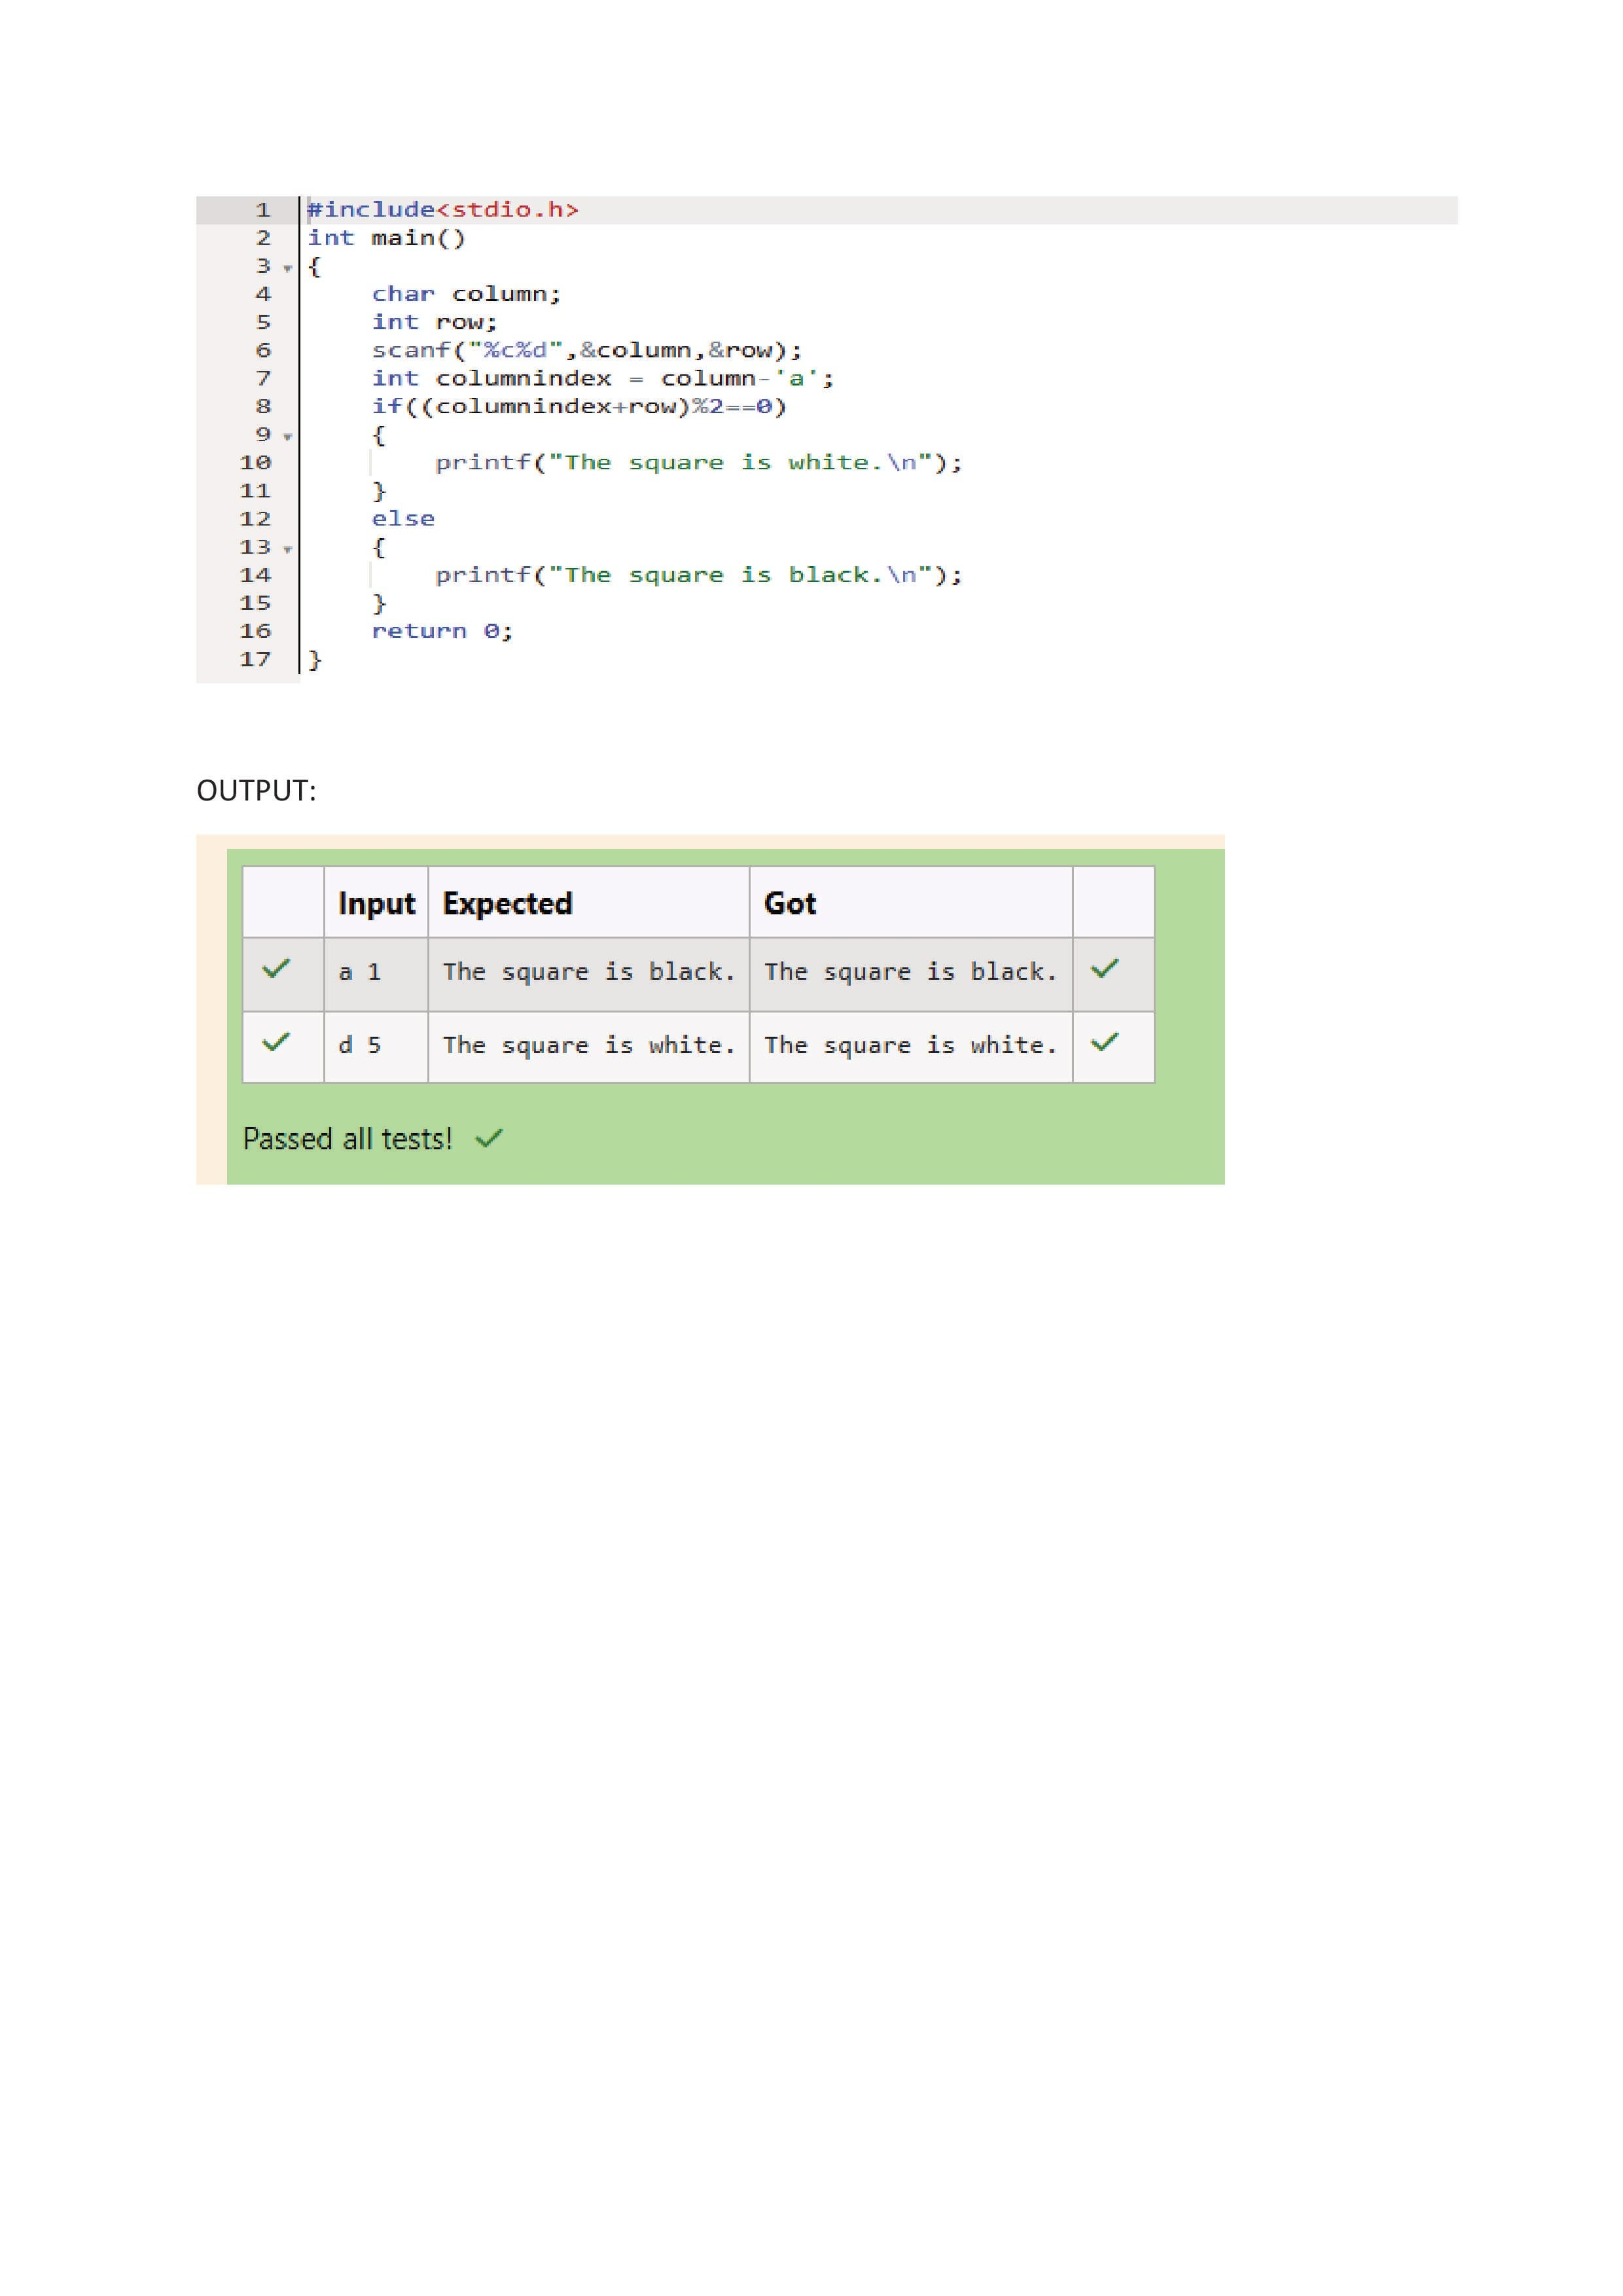 1 #include<stdio.h>
2 int main()
3 {
4 char column;
5 int row;
6 scanf("%c%d",&column,&row);
7 int columnindex = column-'a';
8 if((columnindex+row)%2==0)
9 {
10 printf("The square is white.\n");
11 }
12 else
13 {
14 printf("The square is black.\n");
15 }
16 return 0;
17 }
OUTPUT:
Input Expected Got
a 1 The square is black. The square is black.
d 5 The square is white. The square is white.
Passed all tests!